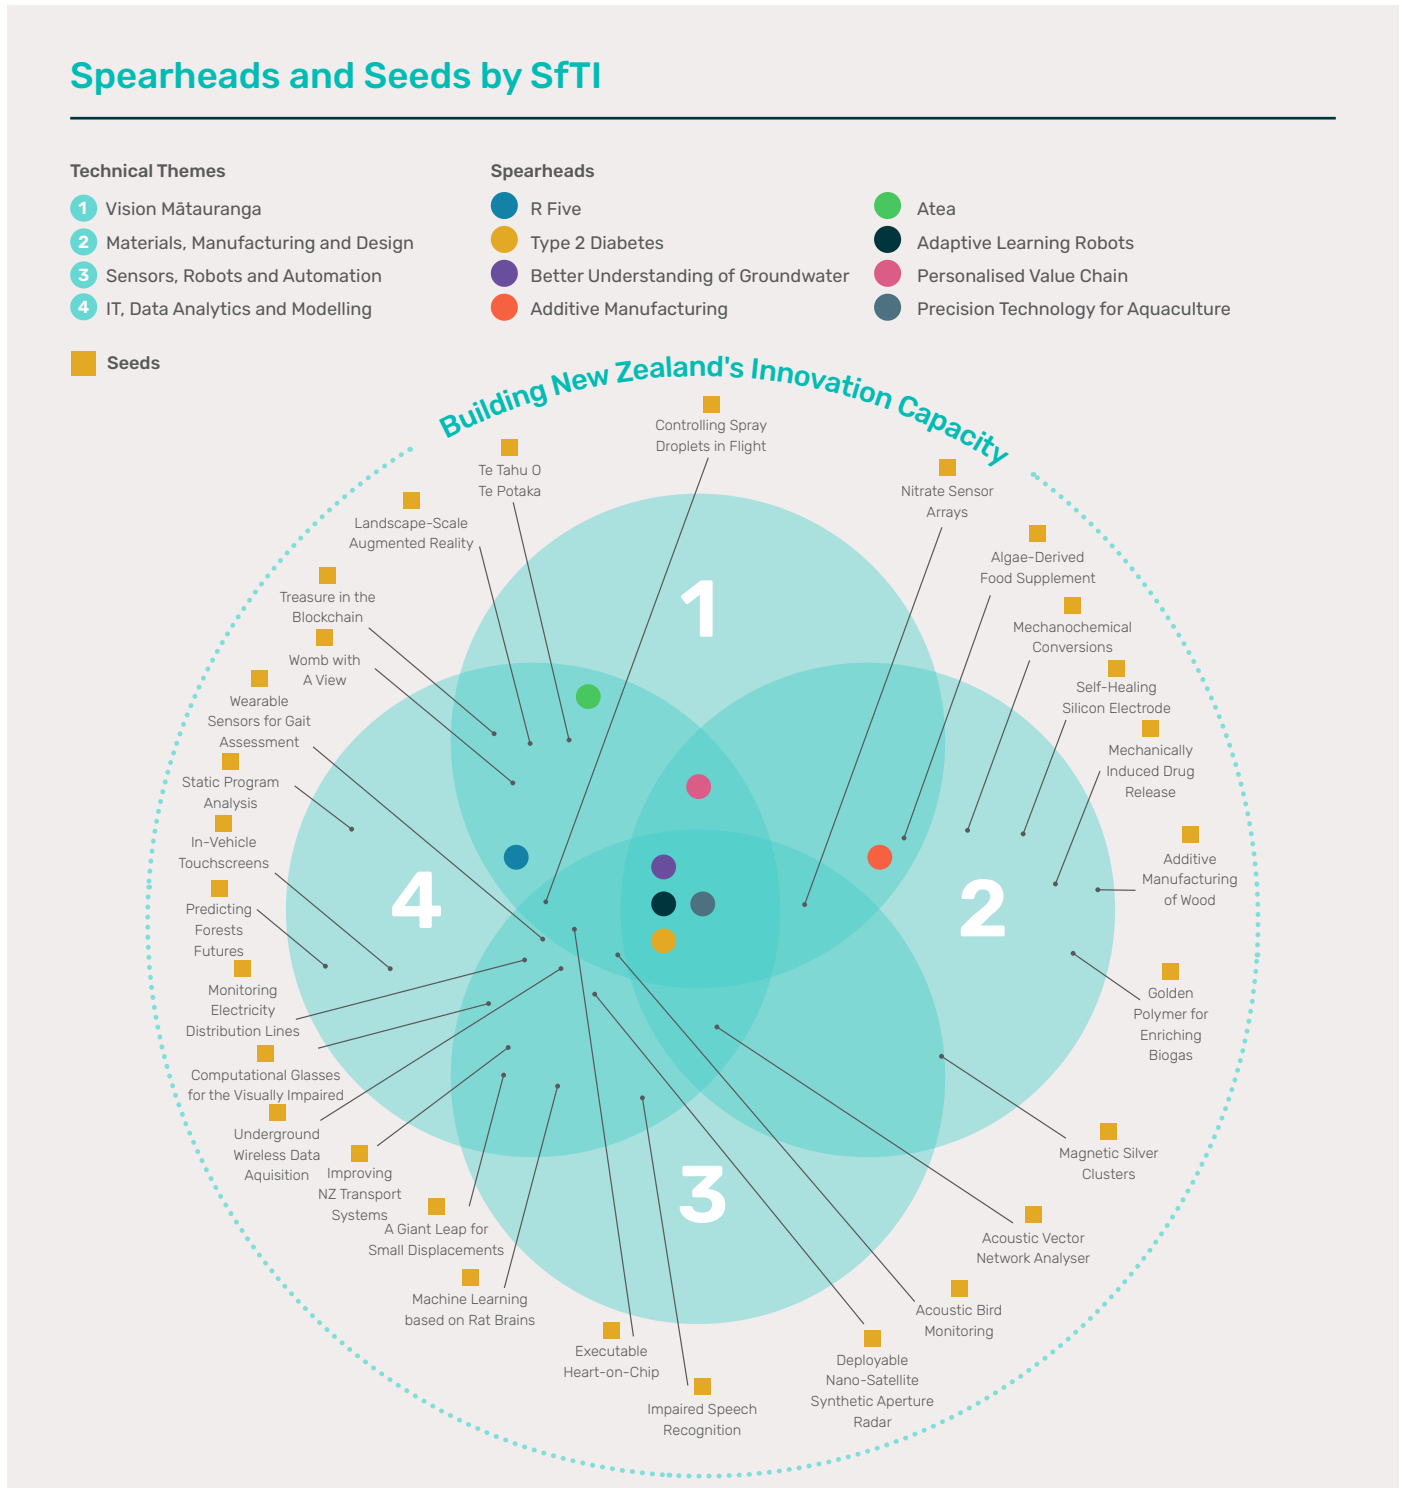 Spearheads and Seeds by SfTI
Technical Themes
1 Vision Mātauranga
2 Materials, Manufacturing and Design
3 Sensors, Robots and Automation
4 IT, Data Analytics and Modelling
Seeds
Spearheads
R Five
Type 2 Diabetes
Better Understanding of Groundwater
Additive Manufacturing
Atea
Adaptive Learning Robots
Personalised Value Chain
Precision Technology for Aquaculture
Building New Zealand's Innovation Capacity
Controlling Spray
Droplets in Flight
Te Tahu O
Te Potaka
Landscape-Scale
Augmented Reality
Treasure in the
Blockchain
Womb with
A View
Wearable
Sensors for Gait
Assessment
Static Program
Analysis
In-Vehicle
Touchscreens
Predicting
Forests
Futures
Monitoring
Electricity
Distribution Lines
Computational Glasses
for the Visually Impaired
Underground
Wireless Data
Aquisition
Improving
NZ Transport
Systems
A Giant Leap for
Small Displacements
Machine Learning
based on Rat Brains
Executable
Heart-on-Chip
Impaired Speech
Recognition
Deployable
Nano-Satellite
Synthetic Aperture
Radar
Acoustic Bird
Monitoring
Acoustic Vector
Network Analyser
Magnetic Silver
Clusters
Golden
Polymer for
Enriching
Biogas
Additive
Manufacturing
of Wood
Mechanically
Induced Drug
Release
Self-Healing
Silicon Electrode
Mechanochemical
Conversions
Algae-Derived
Food Supplement
Nitrate Sensor
Arrays
1
4
2
3